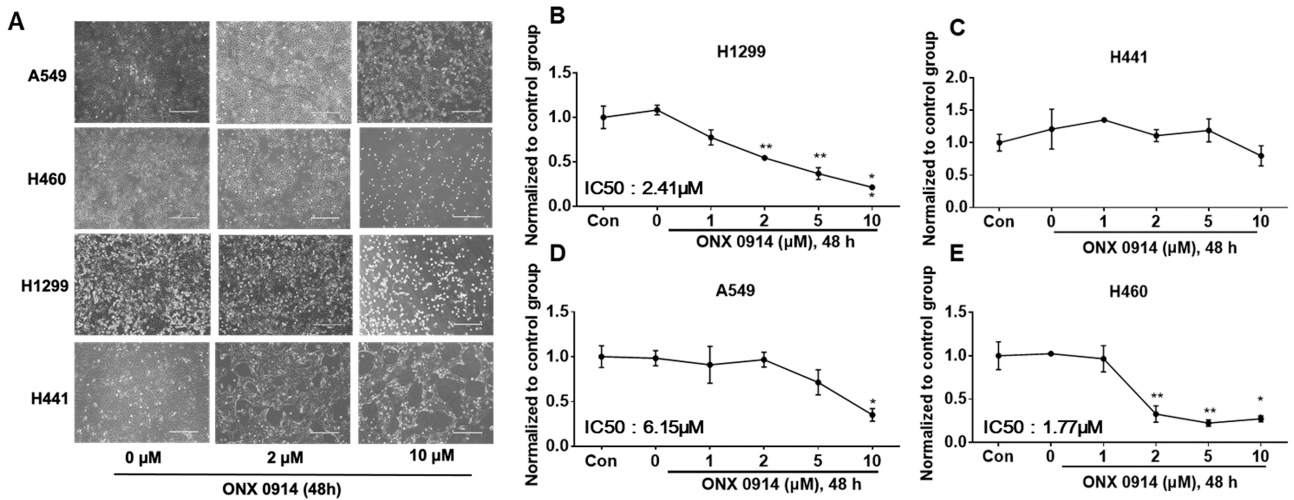 A
A549
H460
H1299
H441
0 μM
2 μM
10 μM
ONX 0914 (48h)
B
H1299
Normalized to control group
1.5
1.0
0.5
0.0
**
**
*
*
IC50：2.41μM
Con
0
1
2
5
10
ONX 0914 (μM), 48 h
C
H441
Normalized to control group
2.0
1.5
1.0
0.5
0.0
Con
0
1
2
5
10
ONX 0914 (μM), 48 h
D
A549
Normalized to control group
1.5
1.0
0.5
0.0
*
IC50：6.15μM
Con
0
1
2
5
10
ONX 0914 (μM), 48 h
E
H460
Normalized to control group
1.5
1.0
0.5
0.0
**
**
*
IC50：1.77μM
Con
0
1
2
5
10
ONX 0914 (μM), 48 h